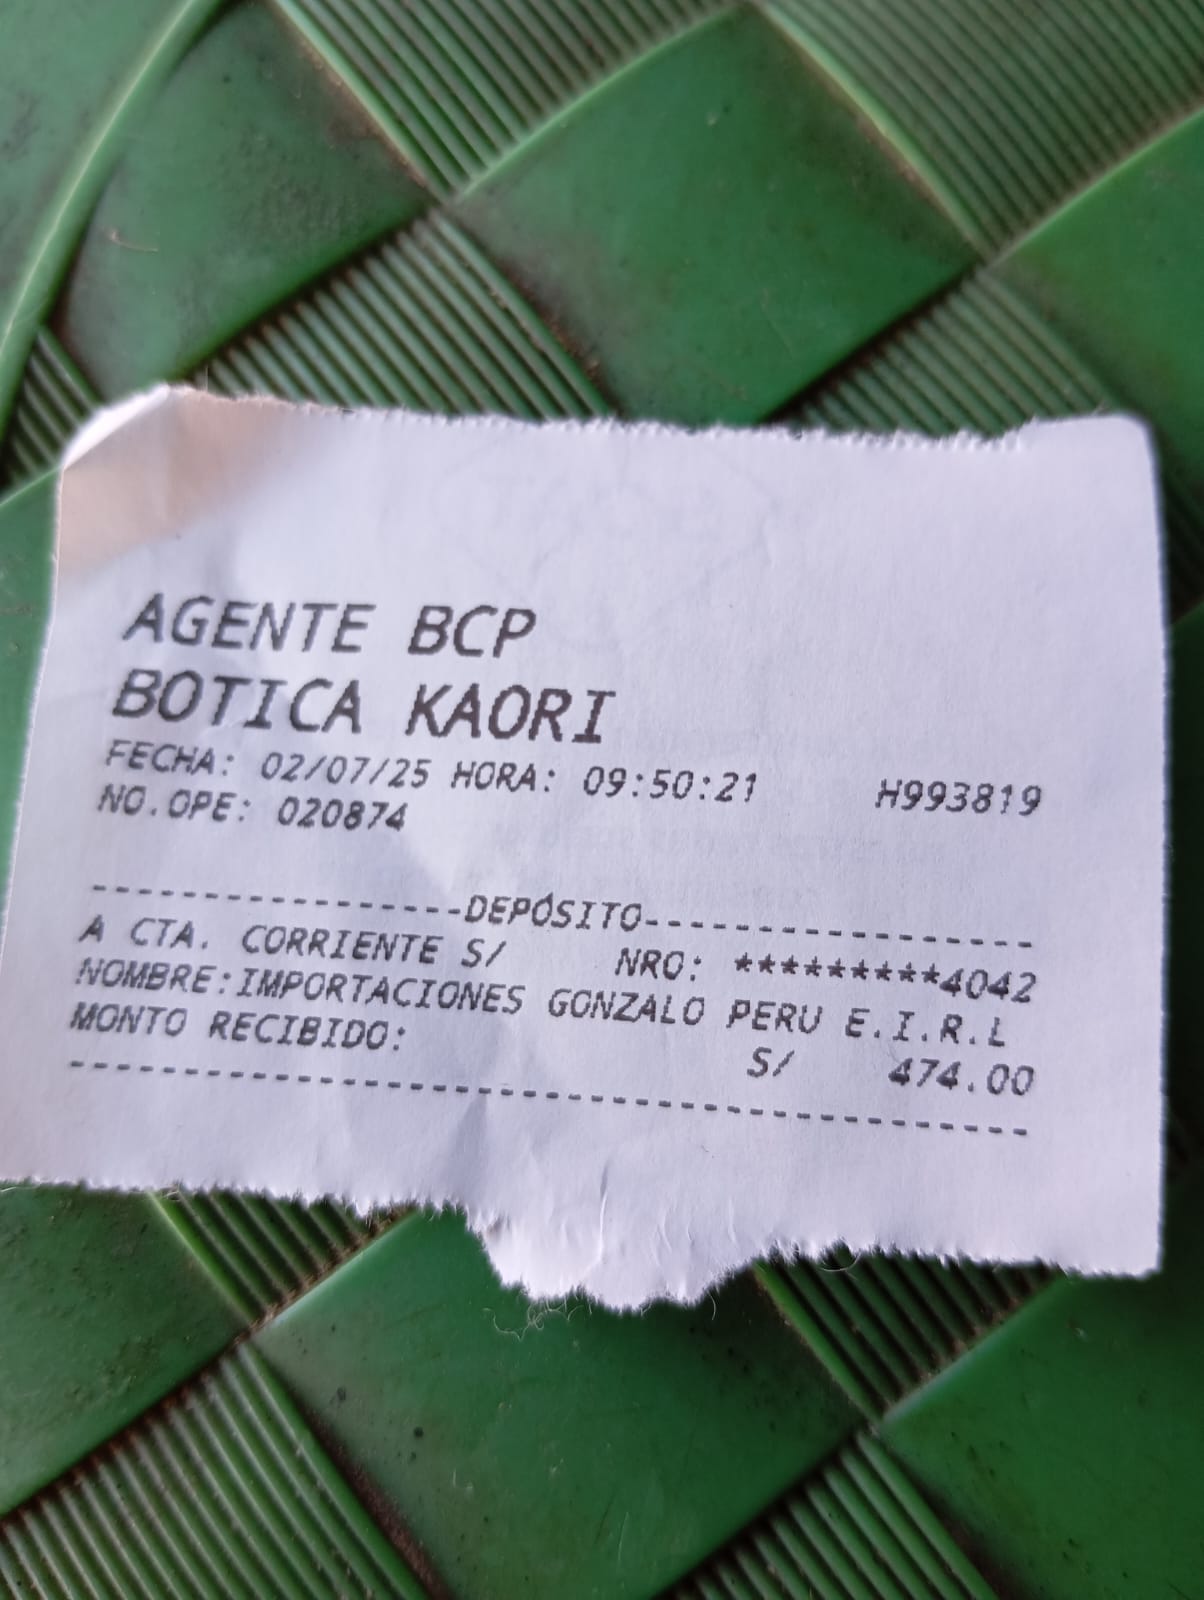 AGENTE BCP
BOTICA KAORI
FECHA: 02/07/25 HORA: 09:50:21 H993819
NO.OPE: 020874
-----------------DEPÓSITO------------------
A CTA. CORRIENTE S/ NRO: *********4042
NOMBRE:IMPORTACIONES GONZALO PERU E.I.R.L
MONTO RECIBIDO: S/ 474.00
-------------------------------------------